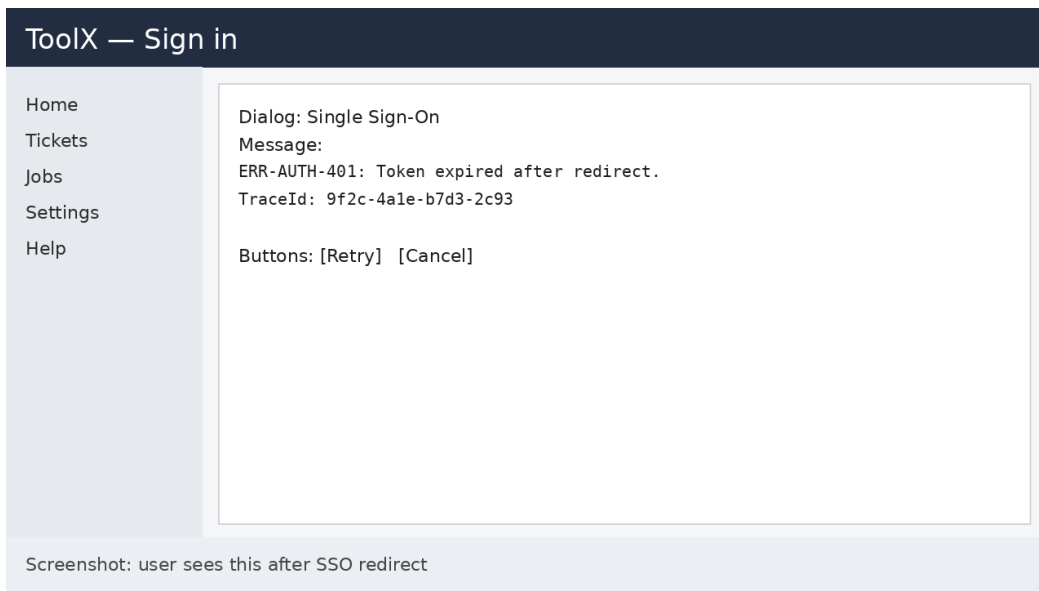 ToolX — Sign in
Home
Tickets
Jobs
Settings
Help
Dialog: Single Sign-On
Message:
ERR-AUTH-401: Token expired after redirect.
TraceId: 9f2c-4a1e-b7d3-2c93
Buttons: [Retry]   [Cancel]
Screenshot: user sees this after SSO redirect